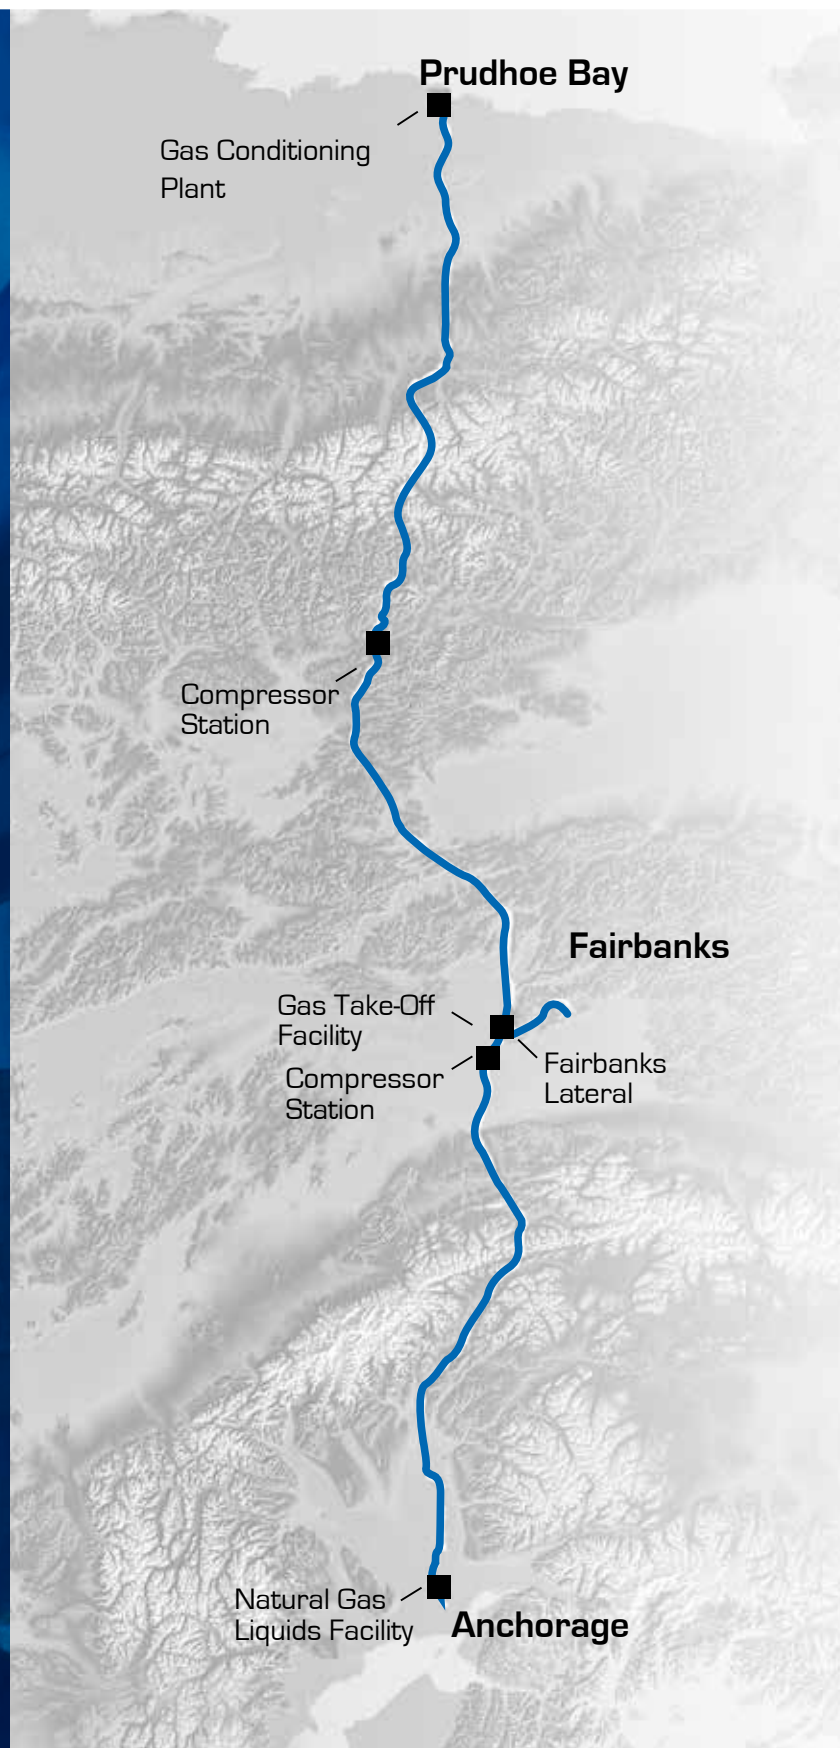 Prudhoe Bay
Gas Conditioning
Plant
Compressor
Station
Fairbanks
Gas Take-Off
Facility
Fairbanks
Lateral
Compressor
Station
Natural Gas
Liquids Facility
Anchorage